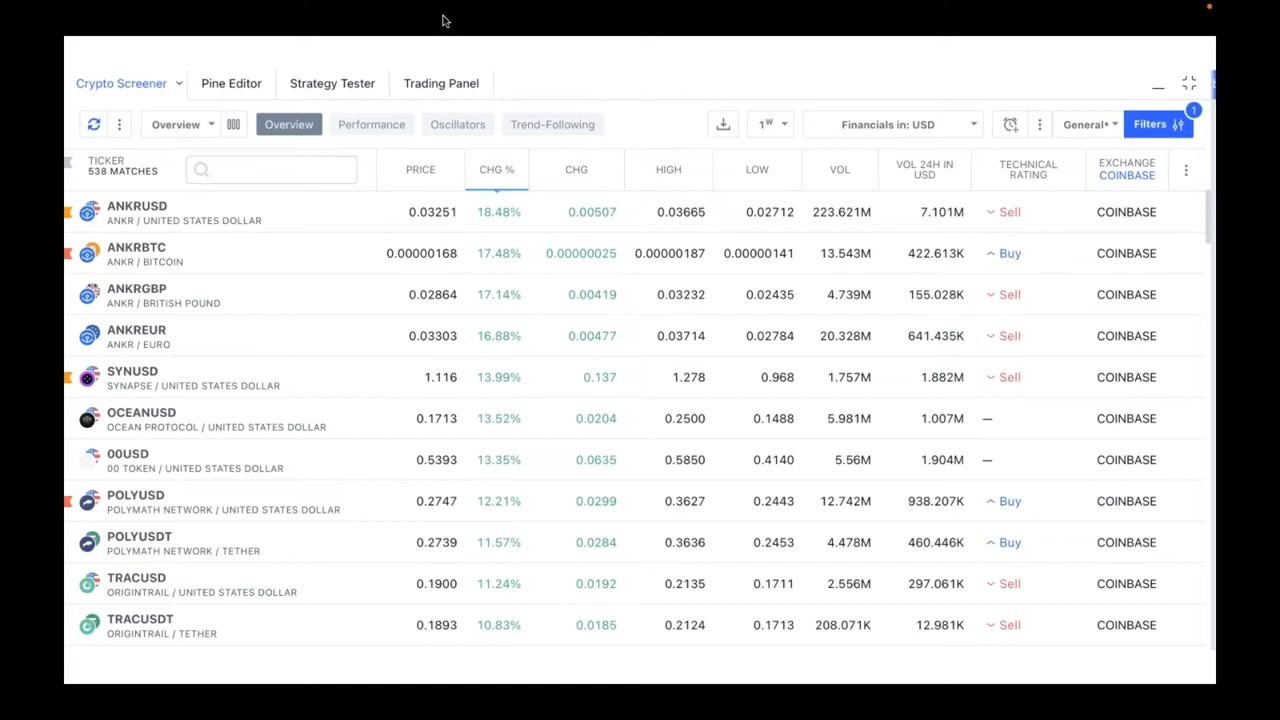 Crypto Screener Pine Editor Strategy Tester Trading Panel
Overview Overview Performance Oscillators Trend-Following 1W Financials in: USD General• Filters 1
TICKER
538 MATCHES
PRICE CHG % CHG HIGH LOW VOL VOL 24H IN USD TECHNICAL RATING EXCHANGE COINBASE
ANKRUSD 0.03251 18.48% 0.00507 0.03665 0.02712 223.621M 7.101M Sell COINBASE
ANKR / UNITED STATES DOLLAR
ANKRBTC 0.00000168 17.48% 0.00000025 0.00000187 0.00000141 13.543M 422.613K Buy COINBASE
ANKR / BITCOIN
ANKRGBP 0.02864 17.14% 0.00419 0.03232 0.02435 4.739M 155.028K Sell COINBASE
ANKR / BRITISH POUND
ANKREUR 0.03303 16.88% 0.00477 0.03714 0.02784 20.328M 641.435K Sell COINBASE
ANKR / EURO
SYNUSD 1.116 13.99% 0.137 1.278 0.968 1.757M 1.882M Sell COINBASE
SYNAPSE / UNITED STATES DOLLAR
OCEANUSD 0.1713 13.52% 0.0204 0.2500 0.1488 5.981M 1.007M — COINBASE
OCEAN PROTOCOL / UNITED STATES DOLLAR
00USD 0.5393 13.35% 0.0635 0.5850 0.4140 5.56M 1.904M — COINBASE
00 TOKEN / UNITED STATES DOLLAR
POLYUSD 0.2747 12.21% 0.0299 0.3627 0.2443 12.742M 938.207K Buy COINBASE
POLYMATH NETWORK / UNITED STATES DOLLAR
POLYUSDT 0.2739 11.57% 0.0284 0.3636 0.2453 4.478M 460.446K Buy COINBASE
POLYMATH NETWORK / TETHER
TRACUSD 0.1900 11.24% 0.0192 0.2135 0.1711 2.556M 297.061K Sell COINBASE
ORIGINTRAIL / UNITED STATES DOLLAR
TRACUSDT 0.1893 10.83% 0.0185 0.2124 0.1713 208.071K 12.981K Sell COINBASE
ORIGINTRAIL / TETHER